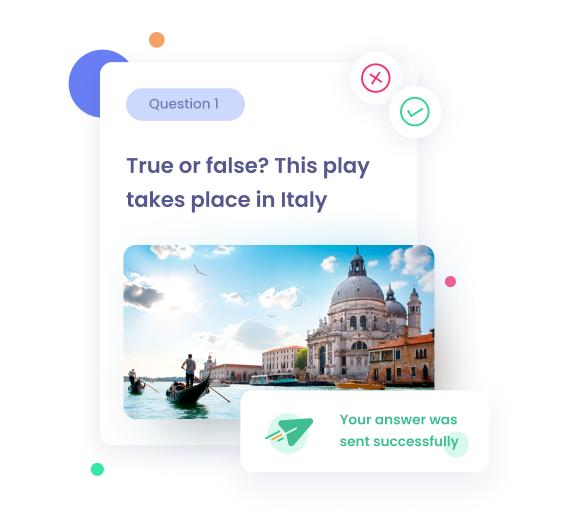 Question 1
True or false? This play
takes place in Italy
Your answer was
sent successfully